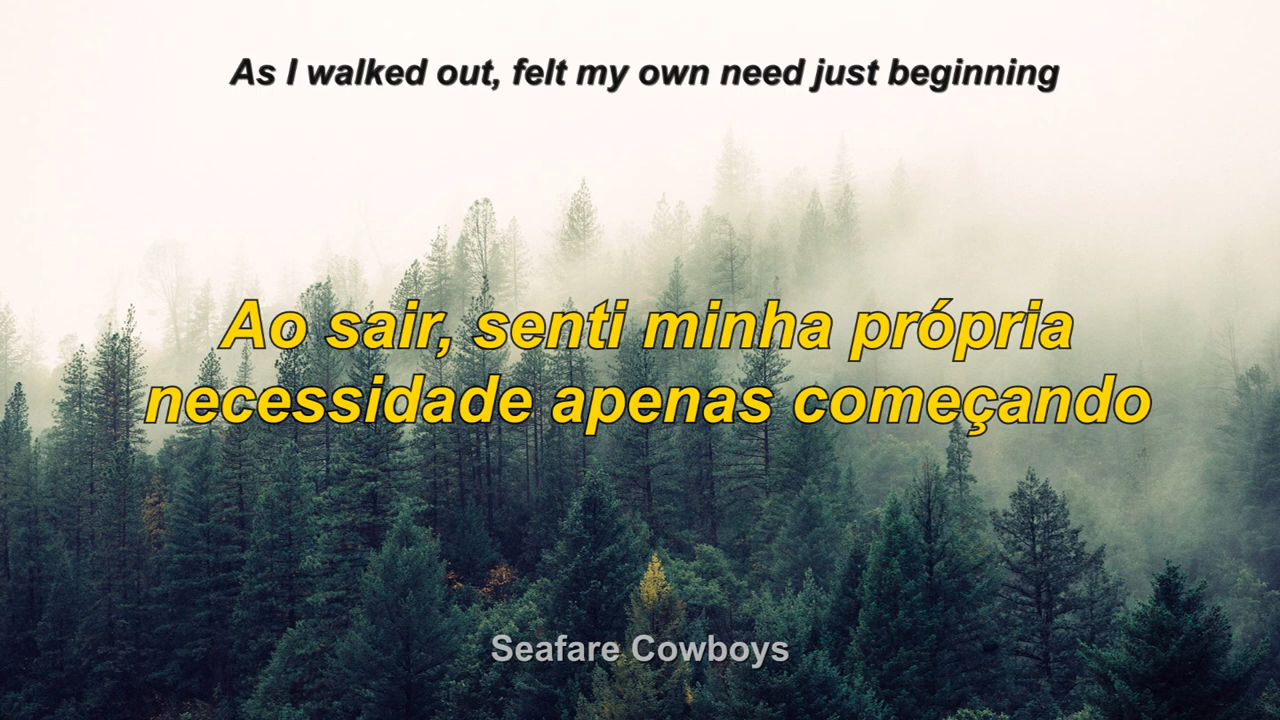 As I walked out, felt my own need just beginning
Ao sair, senti minha própria
necessidade apenas começando
Seafare Cowboys